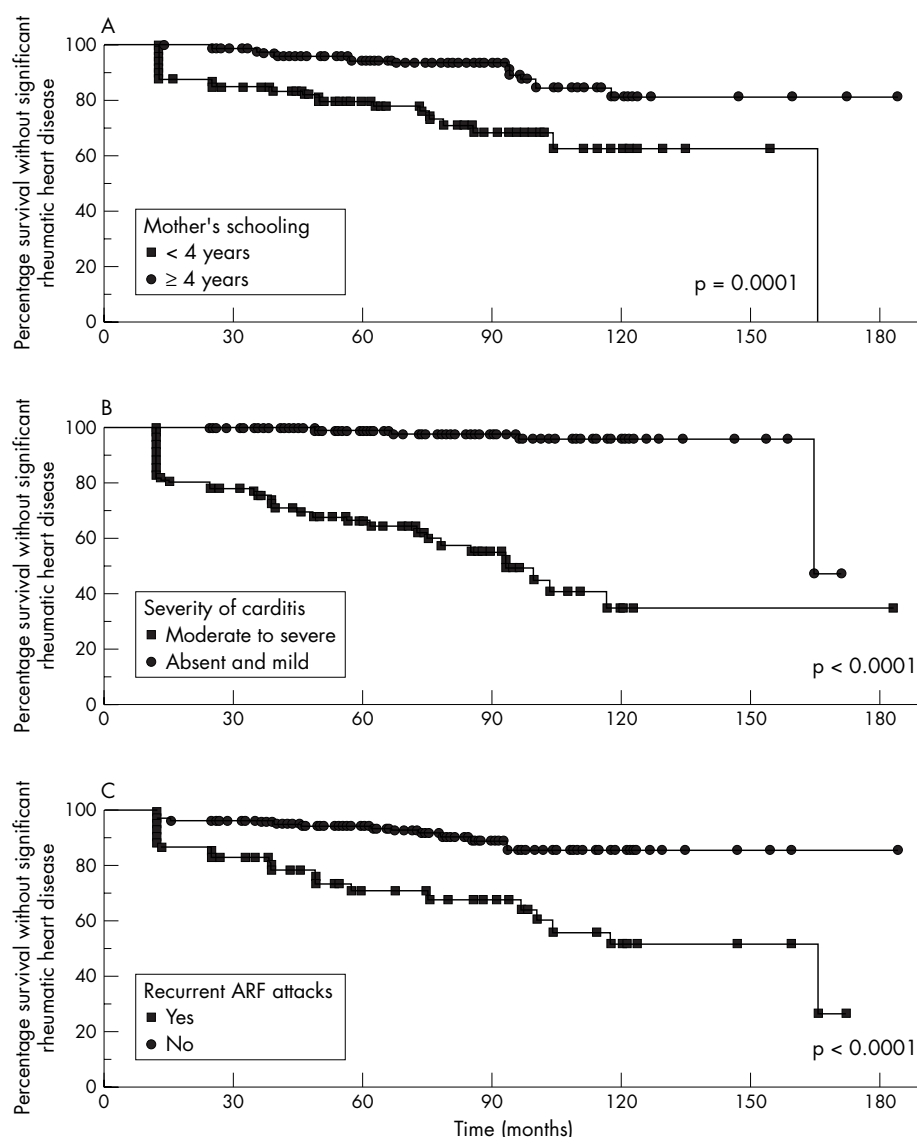 A
Percentage survival without significant
rheumatic heart disease
100
80
60
40
20
0
Mother's schooling
< 4 years
≥ 4 years
p = 0.0001
0 30 60 90 120 150 180
B
Percentage survival without significant
rheumatic heart disease
100
80
60
40
20
0
Severity of carditis
Moderate to severe
Absent and mild
p < 0.0001
0 30 60 90 120 150 180
C
Percentage survival without significant
rheumatic heart disease
100
80
60
40
20
0
Recurrent ARF attacks
Yes
No
p < 0.0001
0 30 60 90 120 150 180
Time (months)